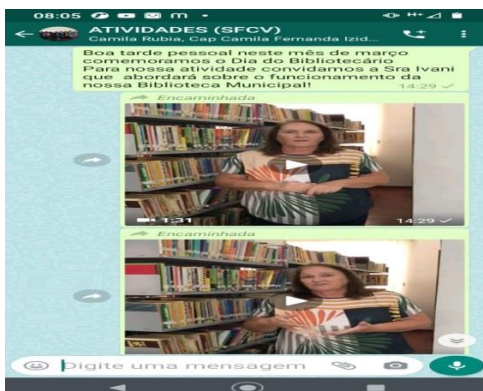 08:05
ATIVIDADES (SFCV)
Camila Rubia, Cap Camila Fernanda Izid...
Boa tarde pessoal neste mês de março
comemoramos o Dia do Bibliotecário
Para nossa atividade convidamos a Sra Ivani
que abordará sobre o funcionamento da
nossa Biblioteca Municipal!
14:29
Encaminhada
1:31
14:29
Encaminhada
Digite uma mensagem